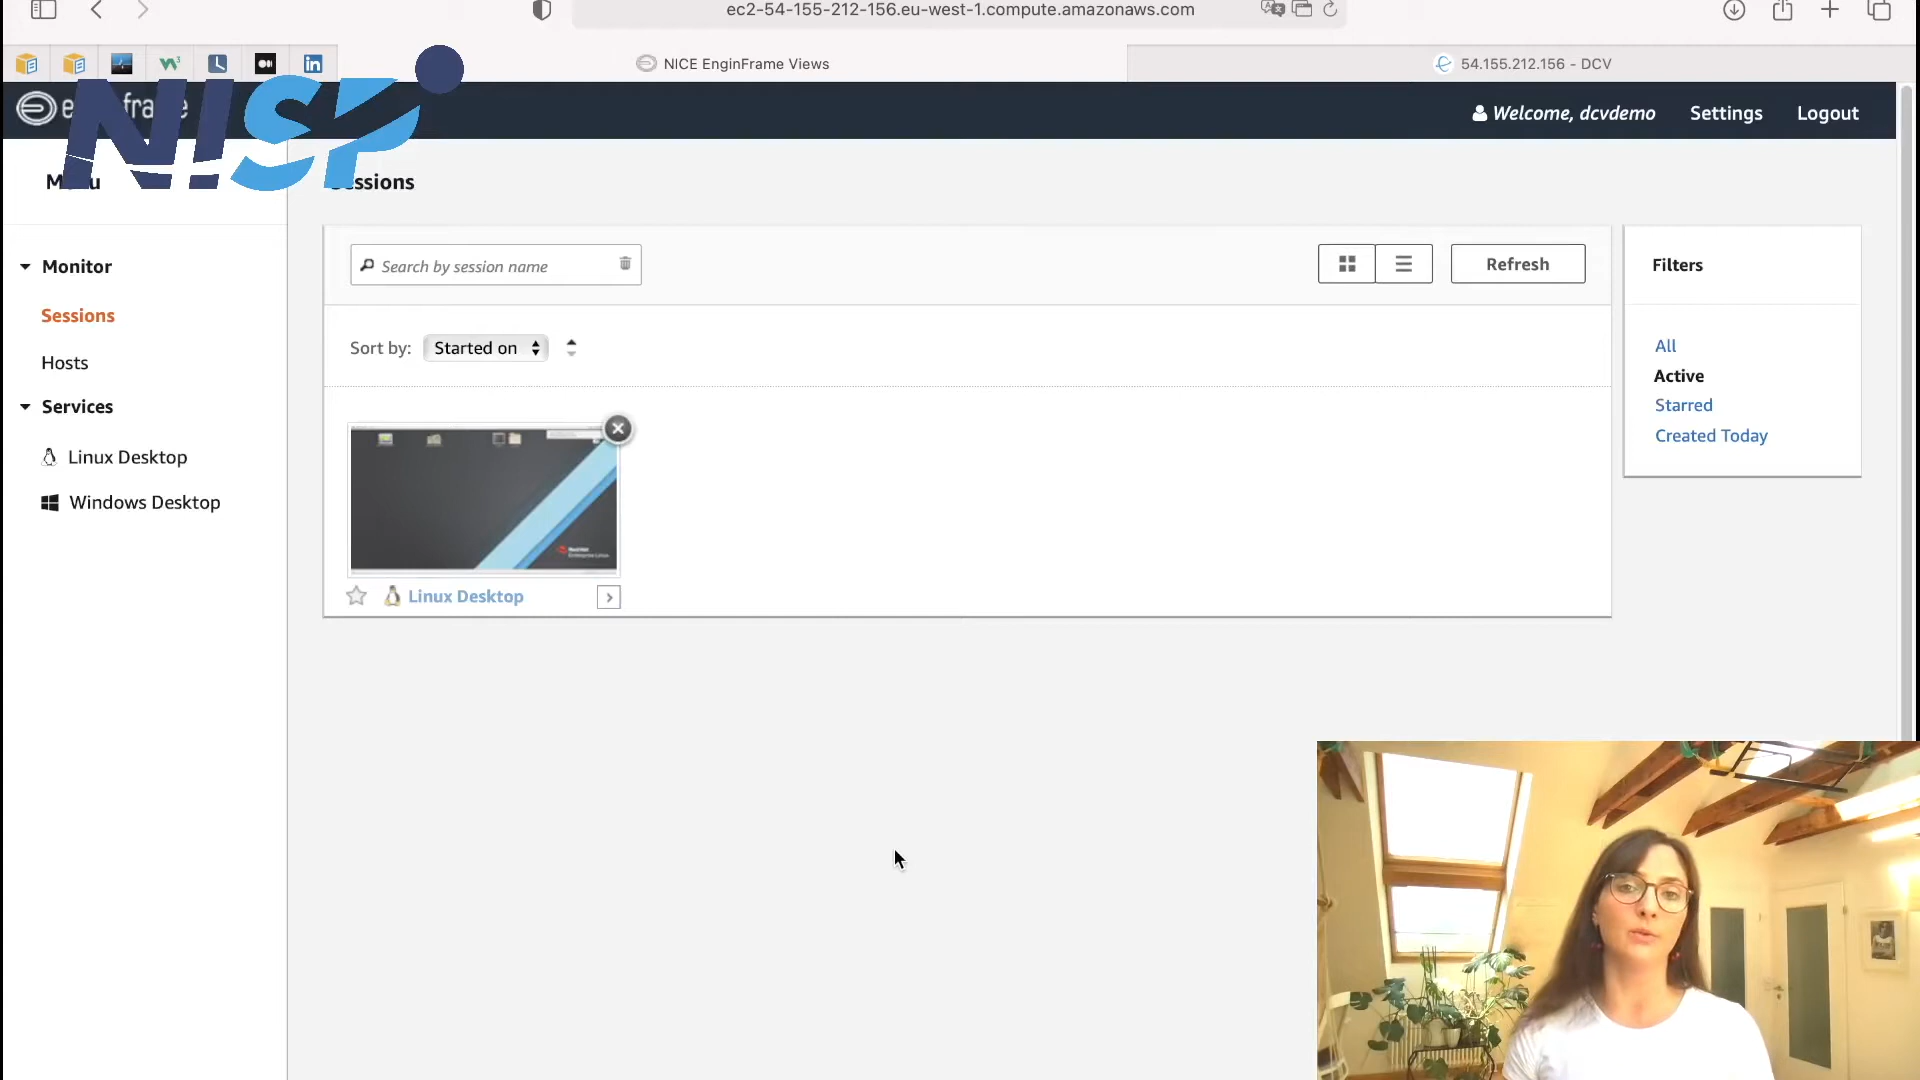 ec2-54-155-212-156.eu-west-1.compute.amazonaws.com
NICE EnginFrame Views
54.155.212.156 - DCV
NISP
Welcome, dcvdemo
Settings
Logout
Sessions
Monitor
Sessions
Hosts
Services
Linux Desktop
Windows Desktop
Search by session name
Refresh
Sort by:
Started on
Linux Desktop
Filters
All
Active
Starred
Created Today